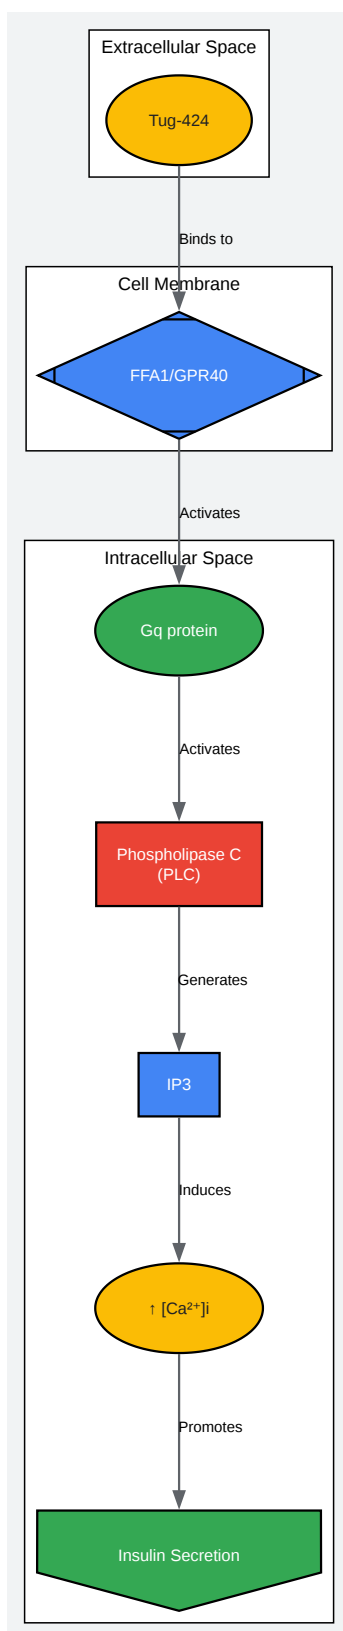 Extracellular Space
Tug-424
Binds to
Cell Membrane
FFA1/GPR40
Activates
Intracellular Space
Gq protein
Activates
Phospholipase C
(PLC)
Generates
IP3
Induces
↑ [Ca²⁺]i
Promotes
Insulin Secretion